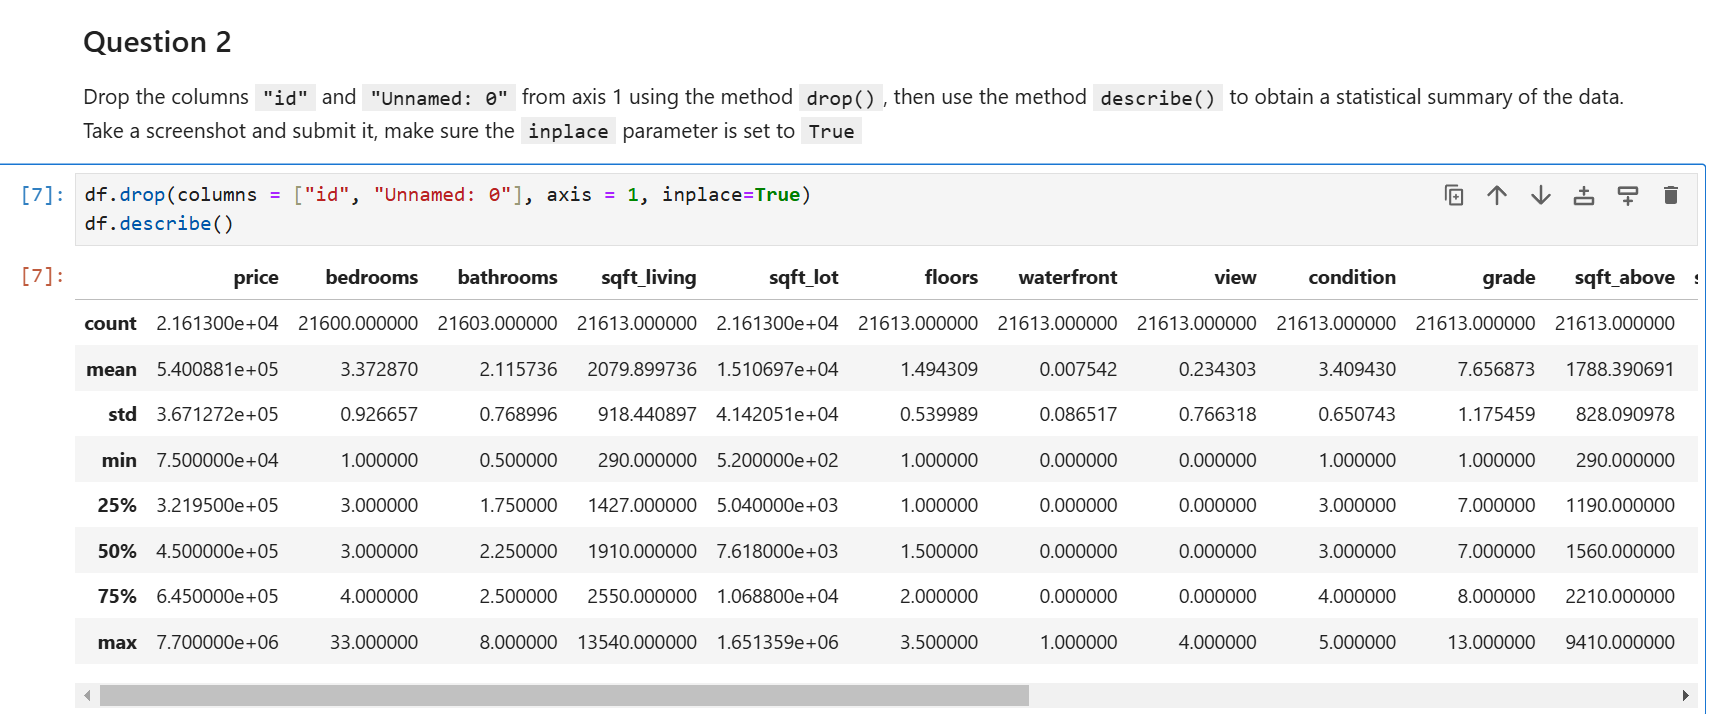 Question 2
Drop the columns "id" and "Unnamed: 0" from axis 1 using the method drop(), then use the method describe() to obtain a statistical summary of the data.
Take a screenshot and submit it, make sure the inplace parameter is set to True
[7]: df.drop(columns = ["id", "Unnamed: 0"], axis = 1, inplace=True)
df.describe()
[7]: price bedrooms bathrooms sqft_living sqft_lot floors waterfront view condition grade sqft_above
count 2.161300e+04 21600.000000 21603.000000 21613.000000 2.161300e+04 21613.000000 21613.000000 21613.000000 21613.000000 21613.000000 21613.000000
mean 5.400881e+05 3.372870 2.115736 2079.899736 1.510697e+04 1.494309 0.007542 0.234303 3.409430 7.656873 1788.390691
std 3.671272e+05 0.926657 0.768996 918.440897 4.142051e+04 0.539989 0.086517 0.766318 0.650743 1.175459 828.090978
min 7.500000e+04 1.000000 0.500000 290.000000 5.200000e+02 1.000000 0.000000 0.000000 1.000000 1.000000 290.000000
25% 3.219500e+05 3.000000 1.750000 1427.000000 5.040000e+03 1.000000 0.000000 0.000000 3.000000 7.000000 1190.000000
50% 4.500000e+05 3.000000 2.250000 1910.000000 7.618000e+03 1.500000 0.000000 0.000000 3.000000 7.000000 1560.000000
75% 6.450000e+05 4.000000 2.500000 2550.000000 1.068800e+04 2.000000 0.000000 0.000000 4.000000 8.000000 2210.000000
max 7.700000e+06 33.000000 8.000000 13540.000000 1.651359e+06 3.500000 1.000000 4.000000 5.000000 13.000000 9410.000000